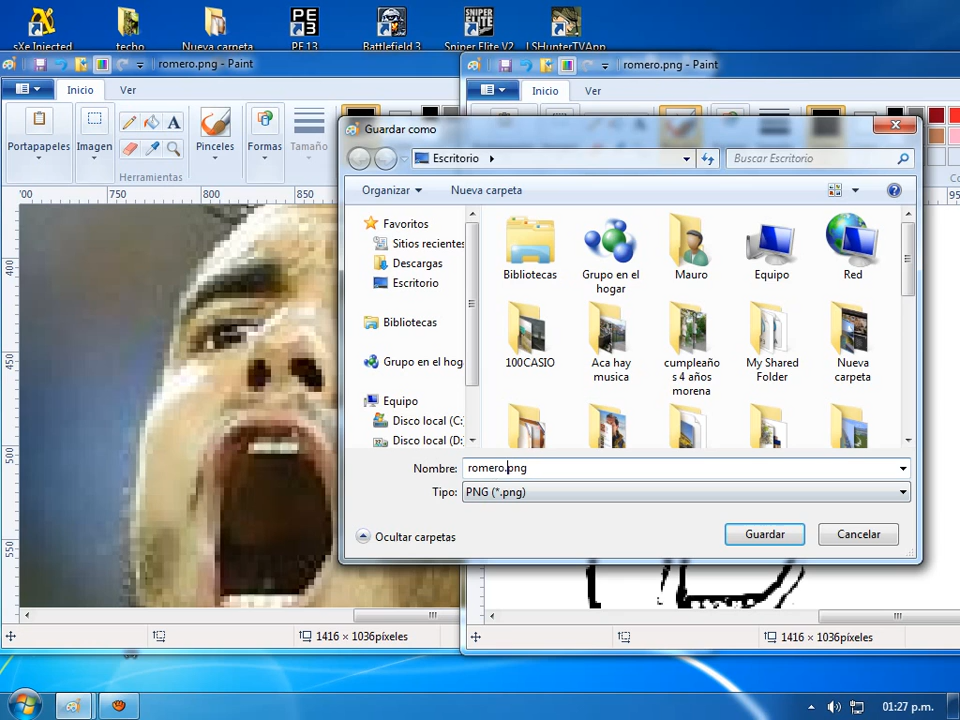 sXe Injected
techo
Nueva carpeta
PE 13
Battlefield 3
Sniper Elite V2
LSHunterTVApp
romero.png - Paint
romero.png - Paint
Inicio
Ver
Inicio
Ver
Portapapeles
Imagen
Herramientas
Pinceles
Formas
Tamaño
700
750
800
850
950
400
450
500
550
Guardar como
Escritorio
Buscar Escritorio
Organizar
Nueva carpeta
Favoritos
Sitios recientes
Descargas
Escritorio
Bibliotecas
Grupo en el hog
Equipo
Disco local (C:
Disco local (D:
Bibliotecas
Grupo en el hogar
Mauro
Equipo
Red
100CASIO
Aca hay musica
cumpleaños 4 años morena
My Shared Folder
Nueva carpeta
Nombre: romero.png
Tipo: PNG (*.png)
Ocultar carpetas
Guardar
Cancelar
1416 × 1036píxeles
1416 × 1036píxeles
01:27 p.m.